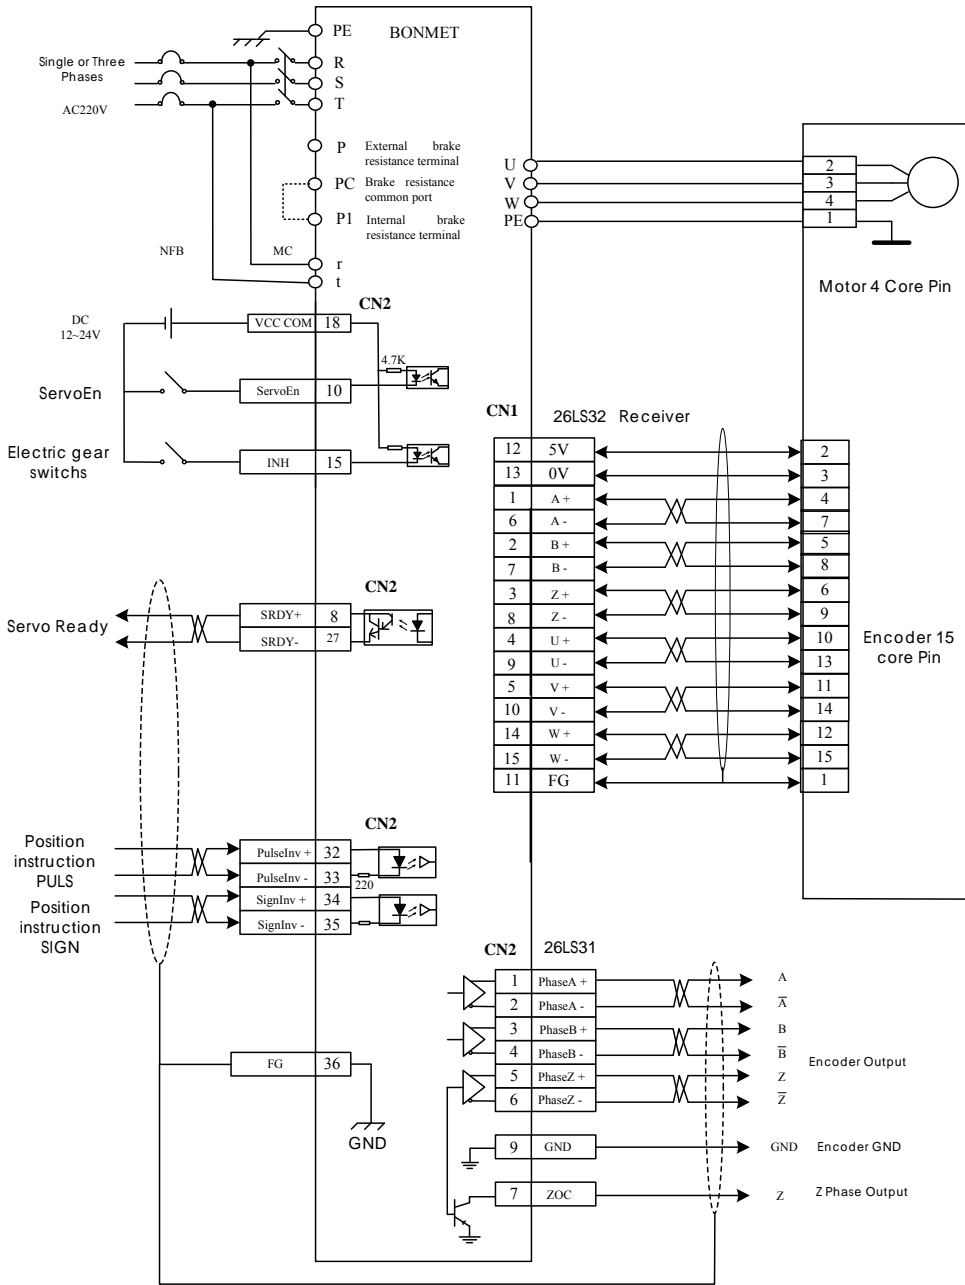 PE
BONMET
Single or Three
Phases
R
S
AC220V
T
P
External brake
resistance terminal
PC
Brake resistance
common port
P1
Internal brake
resistance terminal
NFB
MC
r
t
U
V
W
PE
2
3
4
1
Motor 4 Core Pin
CN2
DC
12~24V
VCC COM
18
4.7K
ServoEn
ServoEn
10
Electric gear
switchs
INH
15
CN1
26LS32 Receiver
12 5V 2
13 0V 3
1 A + 4
6 A - 7
2 B + 5
7 B - 8
3 Z + 6
8 Z - 9
4 U + 10
9 U - 13
5 V + 11
10 V - 14
14 W + 12
15 W - 15
11 FG 1
Encoder 15
core Pin
CN2
Servo Ready
SRDY+ 8
SRDY- 27
CN2
Position
instruction
PULS
PulseInv + 32
PulseInv - 33
220
Position
instruction
SIGN
SignInv + 34
SignInv - 35
FG 36
GND
CN2
26LS31
1 PhaseA + A
2 PhaseA - A̅
3 PhaseB + B
4 PhaseB - B̅
5 PhaseZ + Z
6 PhaseZ - Z̅
Encoder Output
9 GND GND Encoder GND
7 ZOC Z Z Phase Output